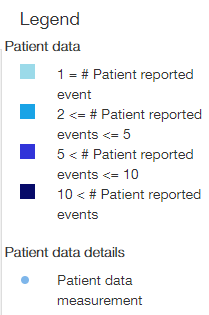 Legend
Patient data
1 = # Patient reported
event
2 <= # Patient reported
events <= 5
5 < # Patient reported
events <= 10
10 < # Patient reported
events
Patient data details
Patient data
measurement